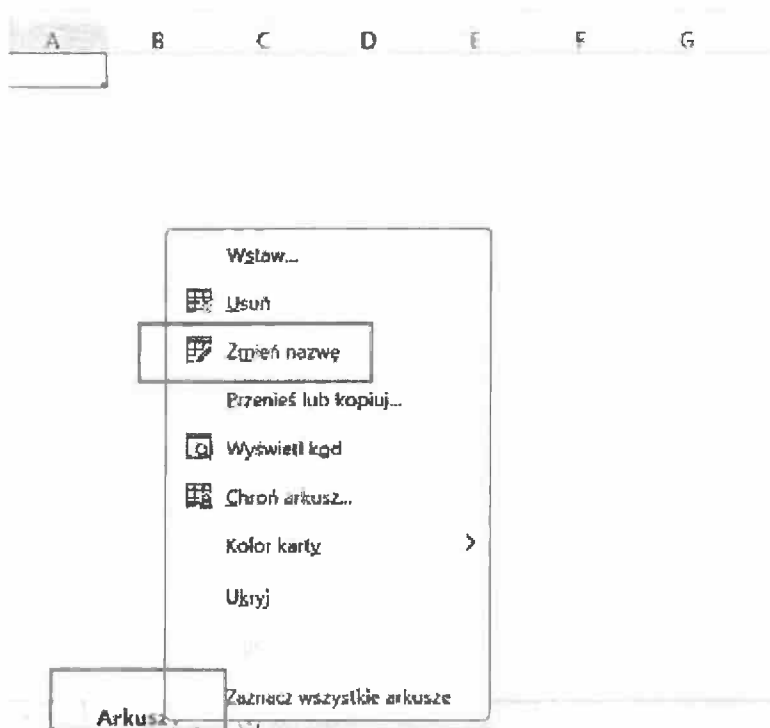 A B C D E F G
Wstaw...
Usuń
Zmień nazwę
Przenieś lub kopiuj...
Wyświetl kod
Chroń arkusz...
Kolor karty
Ukryj
Zaznacz wszystkie arkusze